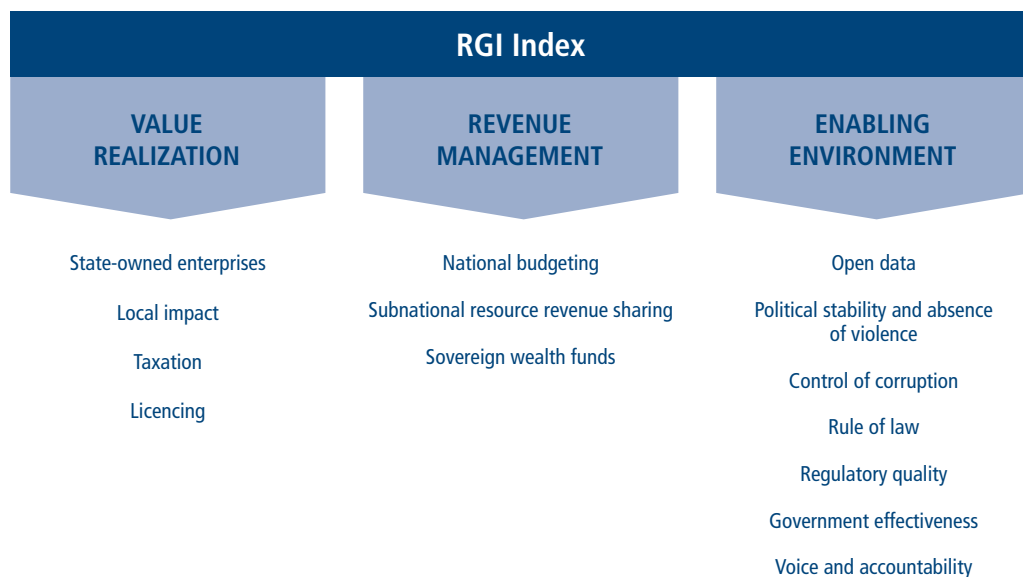 RGI Index
VALUE
REALIZATION
State-owned enterprises
Local impact
Taxation
Licencing
REVENUE
MANAGEMENT
National budgeting
Subnational resource revenue sharing
Sovereign wealth funds
ENABLING
ENVIRONMENT
Open data
Political stability and absence
of violence
Control of corruption
Rule of law
Regulatory quality
Government effectiveness
Voice and accountability